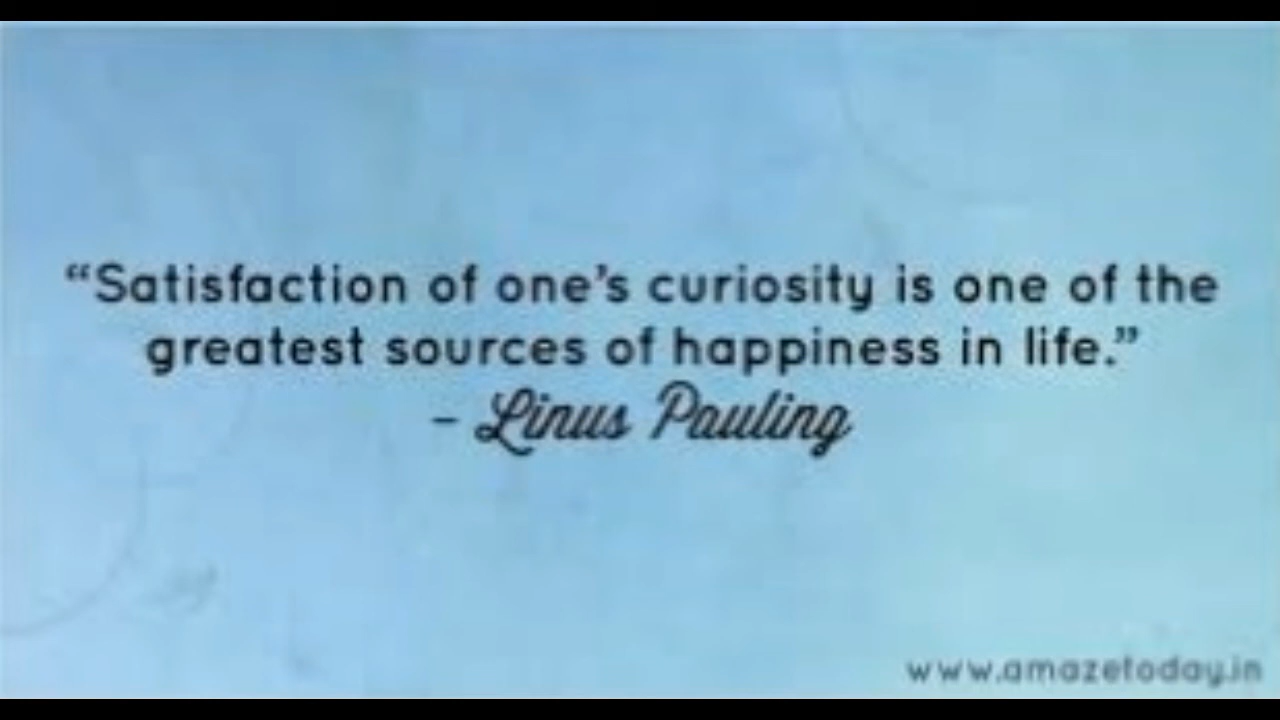 “Satisfaction of one’s curiosity is one of the
greatest sources of happiness in life.”
– Linus Pauling
www.amazetoday.in